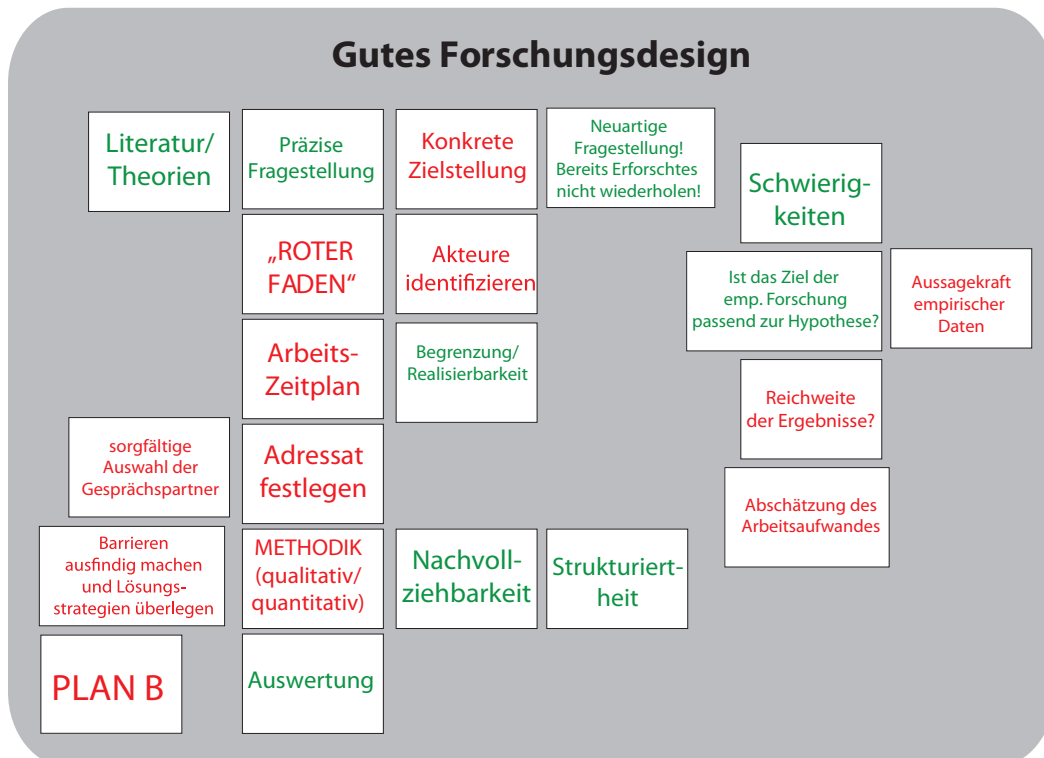 Gutes Forschungsdesign
Literatur/
Theorien
Präzise
Fragestellung
Konkrete
Zielstellung
Neuartige
Fragestellung!
Bereits Erforschtes
nicht wiederholen!
Schwierig-
keiten
„ROTER
FADEN“
Akteure
identifizieren
Ist das Ziel der
emp. Forschung
passend zur Hypothese?
Aussagekraft
empirischer
Daten
Arbeits-
Zeitplan
Begrenzung/
Realisierbarkeit
Reichweite
der Ergebnisse?
sorgfältige
Auswahl der
Gesprächspartner
Adressat
festlegen
Abschätzung des
Arbeitsaufwandes
Barrieren
ausfindig machen
und Lösungs-
strategien überlegen
METHODIK
(qualitativ/
quantitativ)
Nachvoll-
ziehbarkeit
Strukturiert-
heit
PLAN B
Auswertung